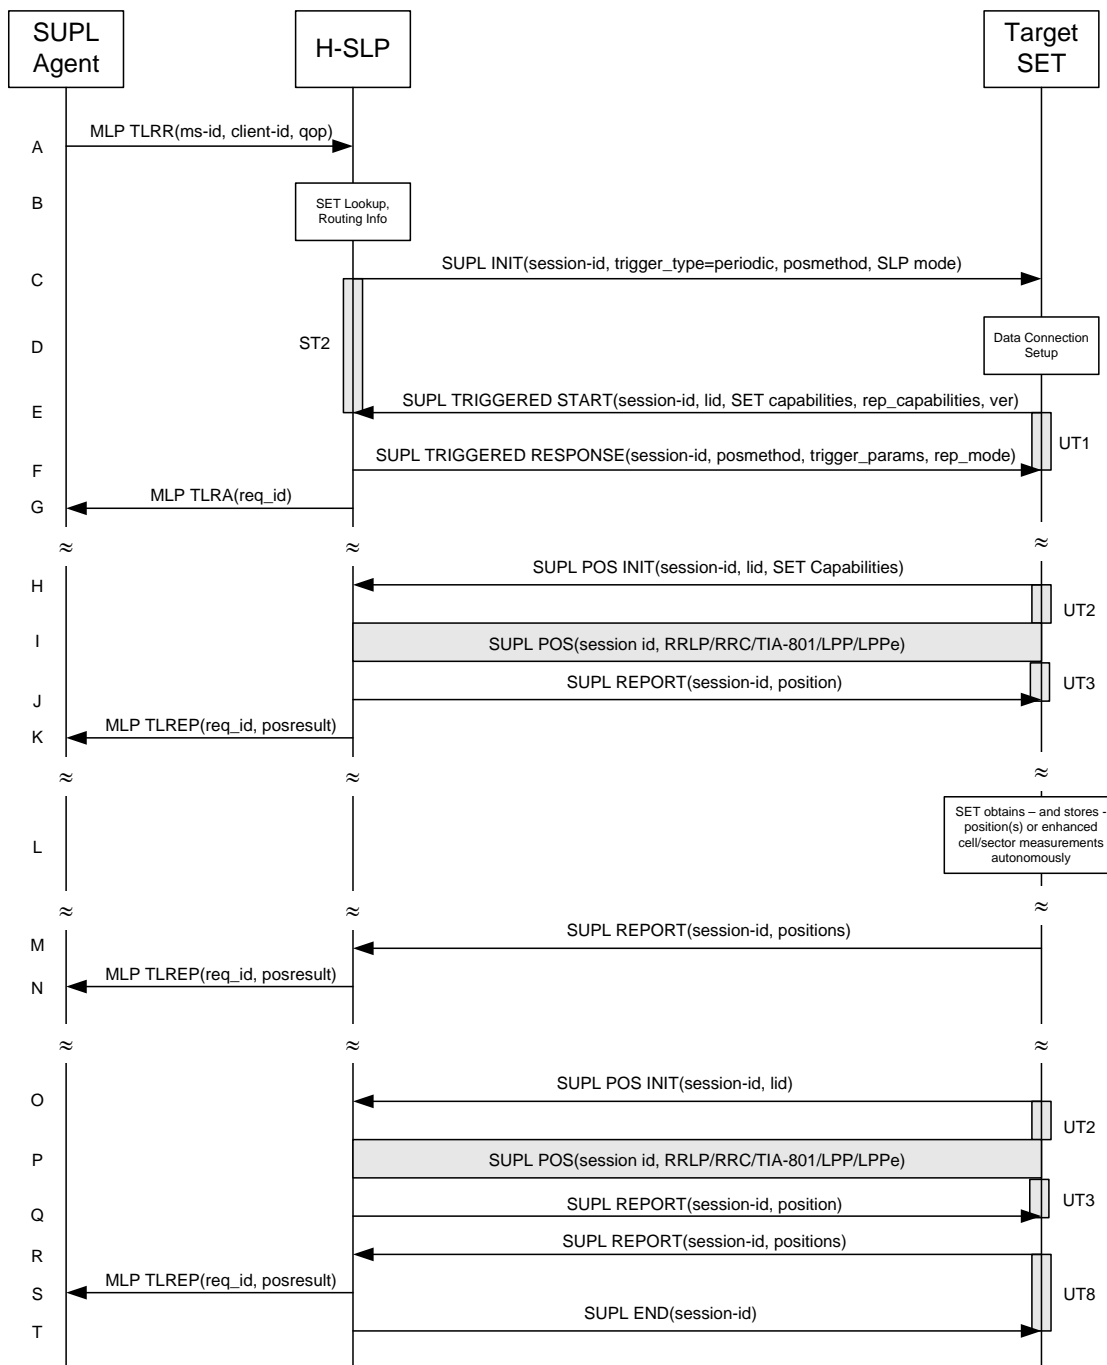 SUPL
Agent
H-SLP
Target
SET
A
MLP TLRR(ms-id, client-id, qop)
B
SET Lookup,
Routing Info
C
SUPL INIT(session-id, trigger_type=periodic, posmethod, SLP mode)
D
ST2
Data Connection
Setup
E
SUPL TRIGGERED START(session-id, lid, SET capabilities, rep_capabilities, ver)
UT1
F
SUPL TRIGGERED RESPONSE(session-id, posmethod, trigger_params, rep_mode)
G
MLP TLRA(req_id)
≈ ≈ ≈
H
SUPL POS INIT(session-id, lid, SET Capabilities)
UT2
I
SUPL POS(session id, RRLP/RRC/TIA-801/LPP/LPPe)
J
SUPL REPORT(session-id, position)
UT3
K
MLP TLREP(req_id, posresult)
≈ ≈ ≈
L
SET obtains – and stores -
position(s) or enhanced
cell/sector measurements
autonomously
≈ ≈ ≈
M
SUPL REPORT(session-id, positions)
N
MLP TLREP(req_id, posresult)
≈ ≈ ≈
O
SUPL POS INIT(session-id, lid)
UT2
P
SUPL POS(session id, RRLP/RRC/TIA-801/LPP/LPPe)
Q
SUPL REPORT(session-id, position)
UT3
R
SUPL REPORT(session-id, positions)
S
MLP TLREP(req_id, posresult)
UT8
T
SUPL END(session-id)